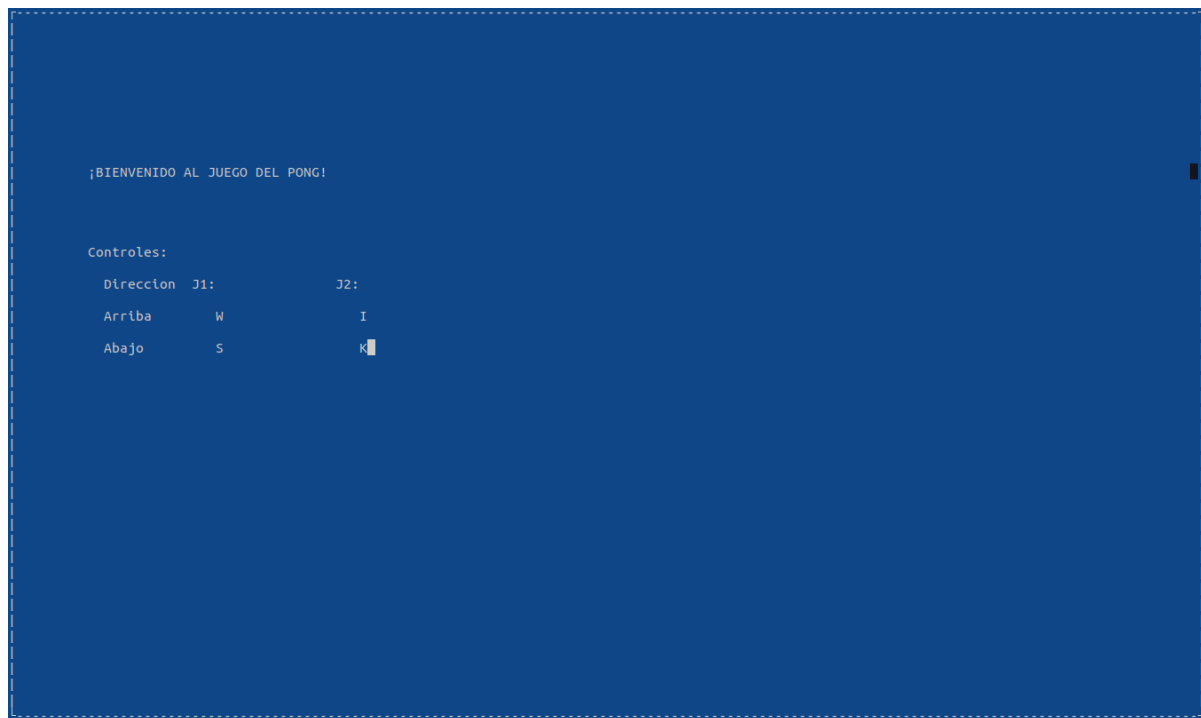 ¡BIENVENIDO AL JUEGO DEL PONG!
Controles:
Direccion J1: J2:
Arriba W I
Abajo S K